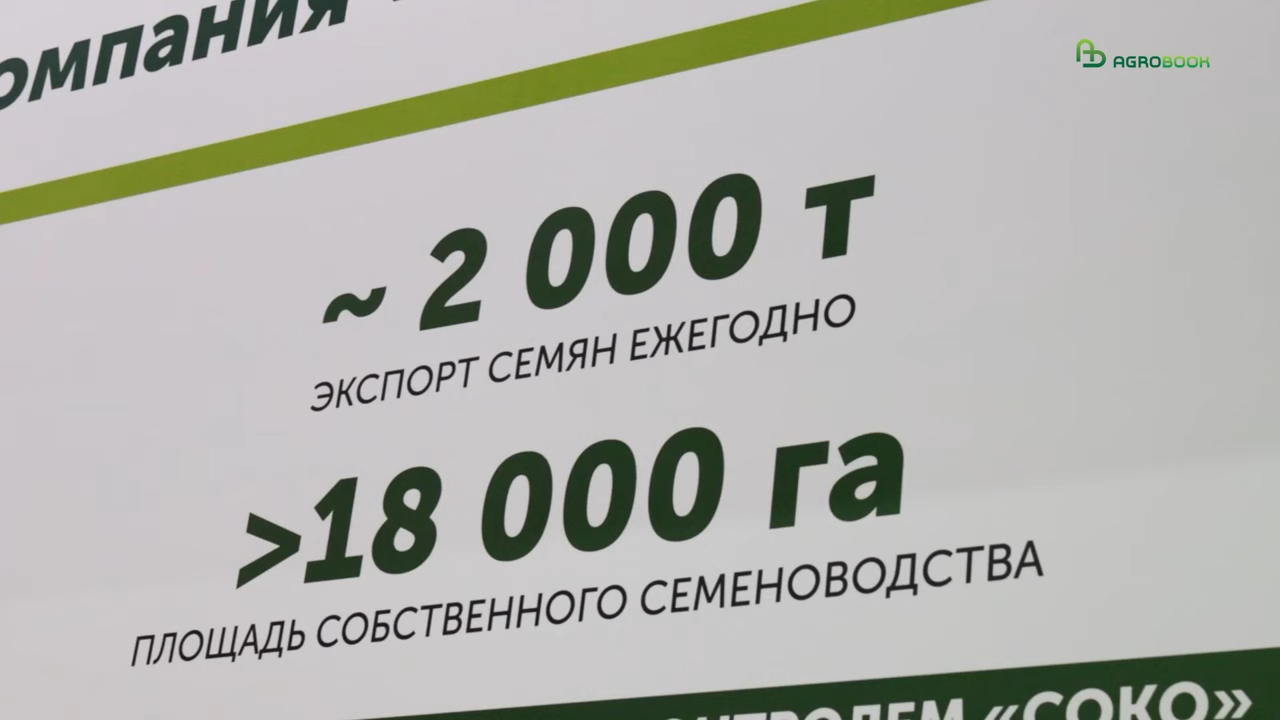 омпания
AGROBOOK
~ 2 000 т
ЭКСПОРТ СЕМЯН ЕЖЕГОДНО
>18 000 га
ПЛОЩАДЬ СОБСТВЕННОГО СЕМЕНОВОДСТВА
«СОКО»